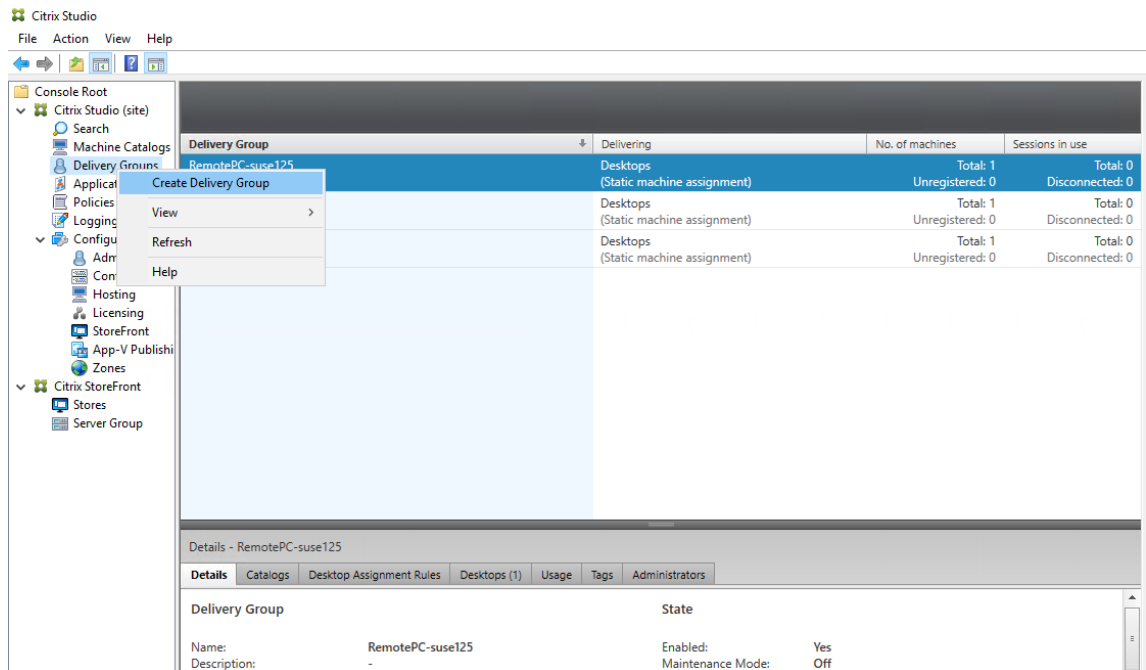 Citrix Studio
File Action View Help
Console Root
Citrix Studio (site)
Search
Machine Catalogs
Delivery Groups
Applicat
Policies
Logging
Configu
Adm
Con
Hosting
Licensing
StoreFront
App-V Publishi
Zones
Citrix StoreFront
Stores
Server Group
Create Delivery Group
View
Refresh
Help
Delivery Group Delivering No. of machines Sessions in use
RemotePC-suse125 Desktops Total: 1 Total: 0
(Static machine assignment) Unregistered: 0 Disconnected: 0
Desktops Total: 1 Total: 0
(Static machine assignment) Unregistered: 0 Disconnected: 0
Desktops Total: 1 Total: 0
(Static machine assignment) Unregistered: 0 Disconnected: 0
Details - RemotePC-suse125
Details Catalogs Desktop Assignment Rules Desktops (1) Usage Tags Administrators
Delivery Group State
Name: RemotePC-suse125 Enabled: Yes
Description: - Maintenance Mode: Off